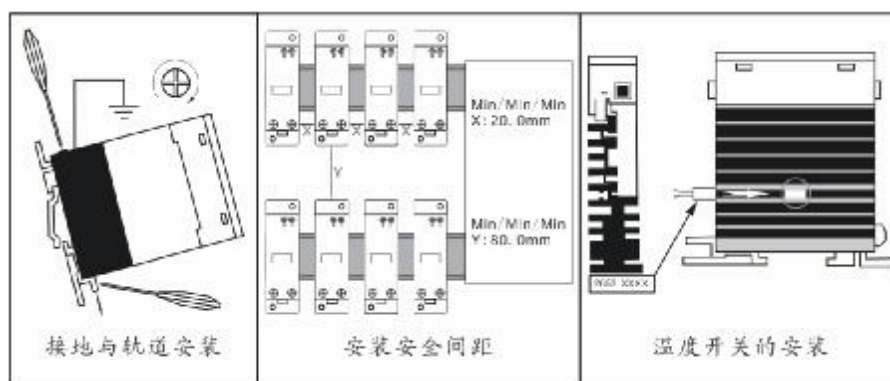 X
X
X
Y
Min/Min/Min
X:20.0mm
Min/Min/Min
Y:80.0mm
接地与轨道安装
安装安全间距
温度开关的安装